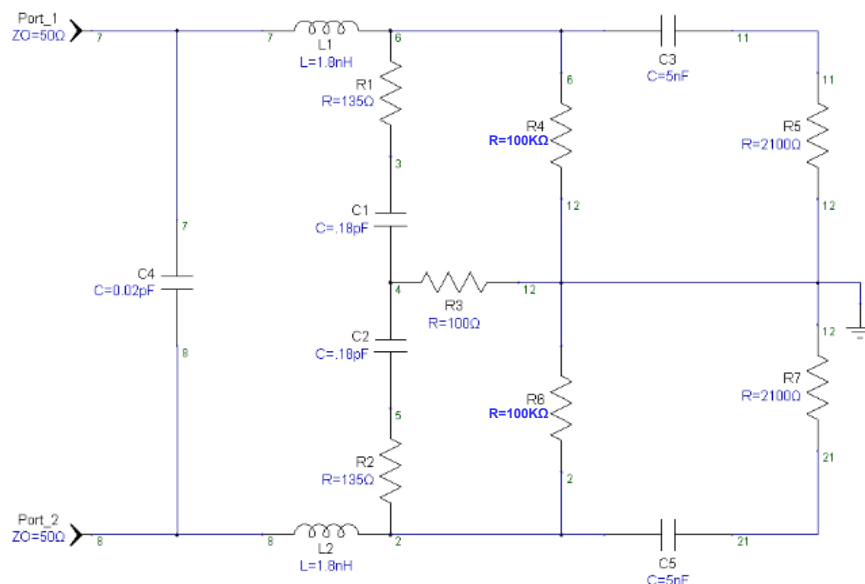 Port_1
ZO=50Ω
7
7
L1
L=1.8nH
6
C3
C=5nF
11
R1
R=135Ω
6
11
R4
R=100KΩ
R5
R=2100Ω
3
12
12
7
C1
C=.18pF
C4
C=0.02pF
4
R3
R=100Ω
12
C2
C=.18pF
12
8
R6
R=100KΩ
R7
R=2100Ω
5
R2
R=135Ω
21
2
Port_2
ZO=50Ω
8
8
L2
L=1.8nH
2
C5
C=5nF
21